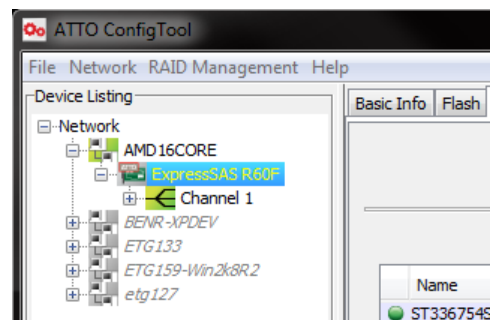 ATTO ConfigTool
File Network RAID Management Help
Device Listing
Basic Info Flash
Network
AMD16CORE
ExpressSAS R60F
Channel 1
BENR-XPDEV
ETG133
ETG159-Win2k8R2
etg127
Name
ST336754S